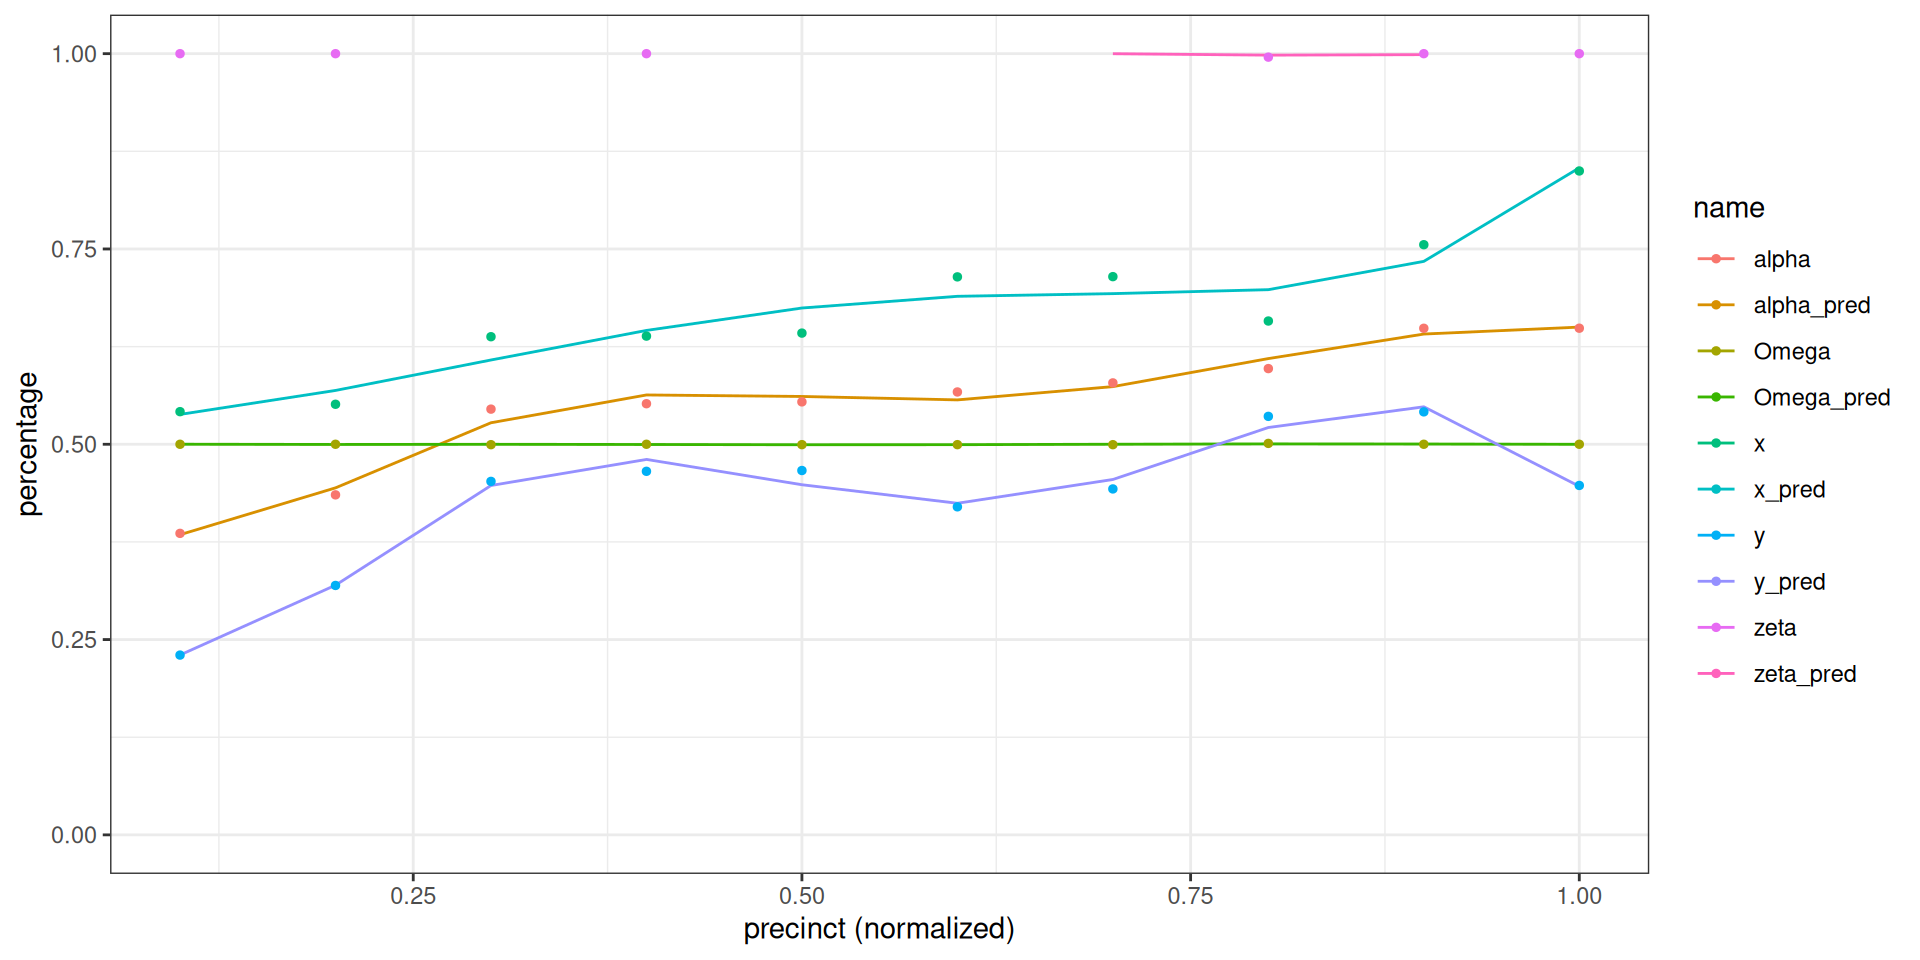 1.00
0.75
0.50
0.25
0.00
percentage
0.25 0.50 0.75 1.00
precinct (normalized)
name
alpha
alpha_pred
Omega
Omega_pred
x
x_pred
y
y_pred
zeta
zeta_pred